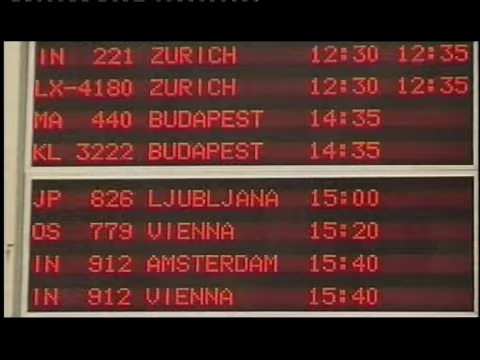 IN 221 ZURICH 12:30 12:35
LX-4180 ZURICH 12:30 12:35
MA 440 BUDAPEST 14:35
KL 3222 BUDAPEST 14:35
JP 826 LJUBLJANA 15:00
OS 779 VIENNA 15:20
IN 912 AMSTERDAM 15:40
IN 912 VIENNA 15:40